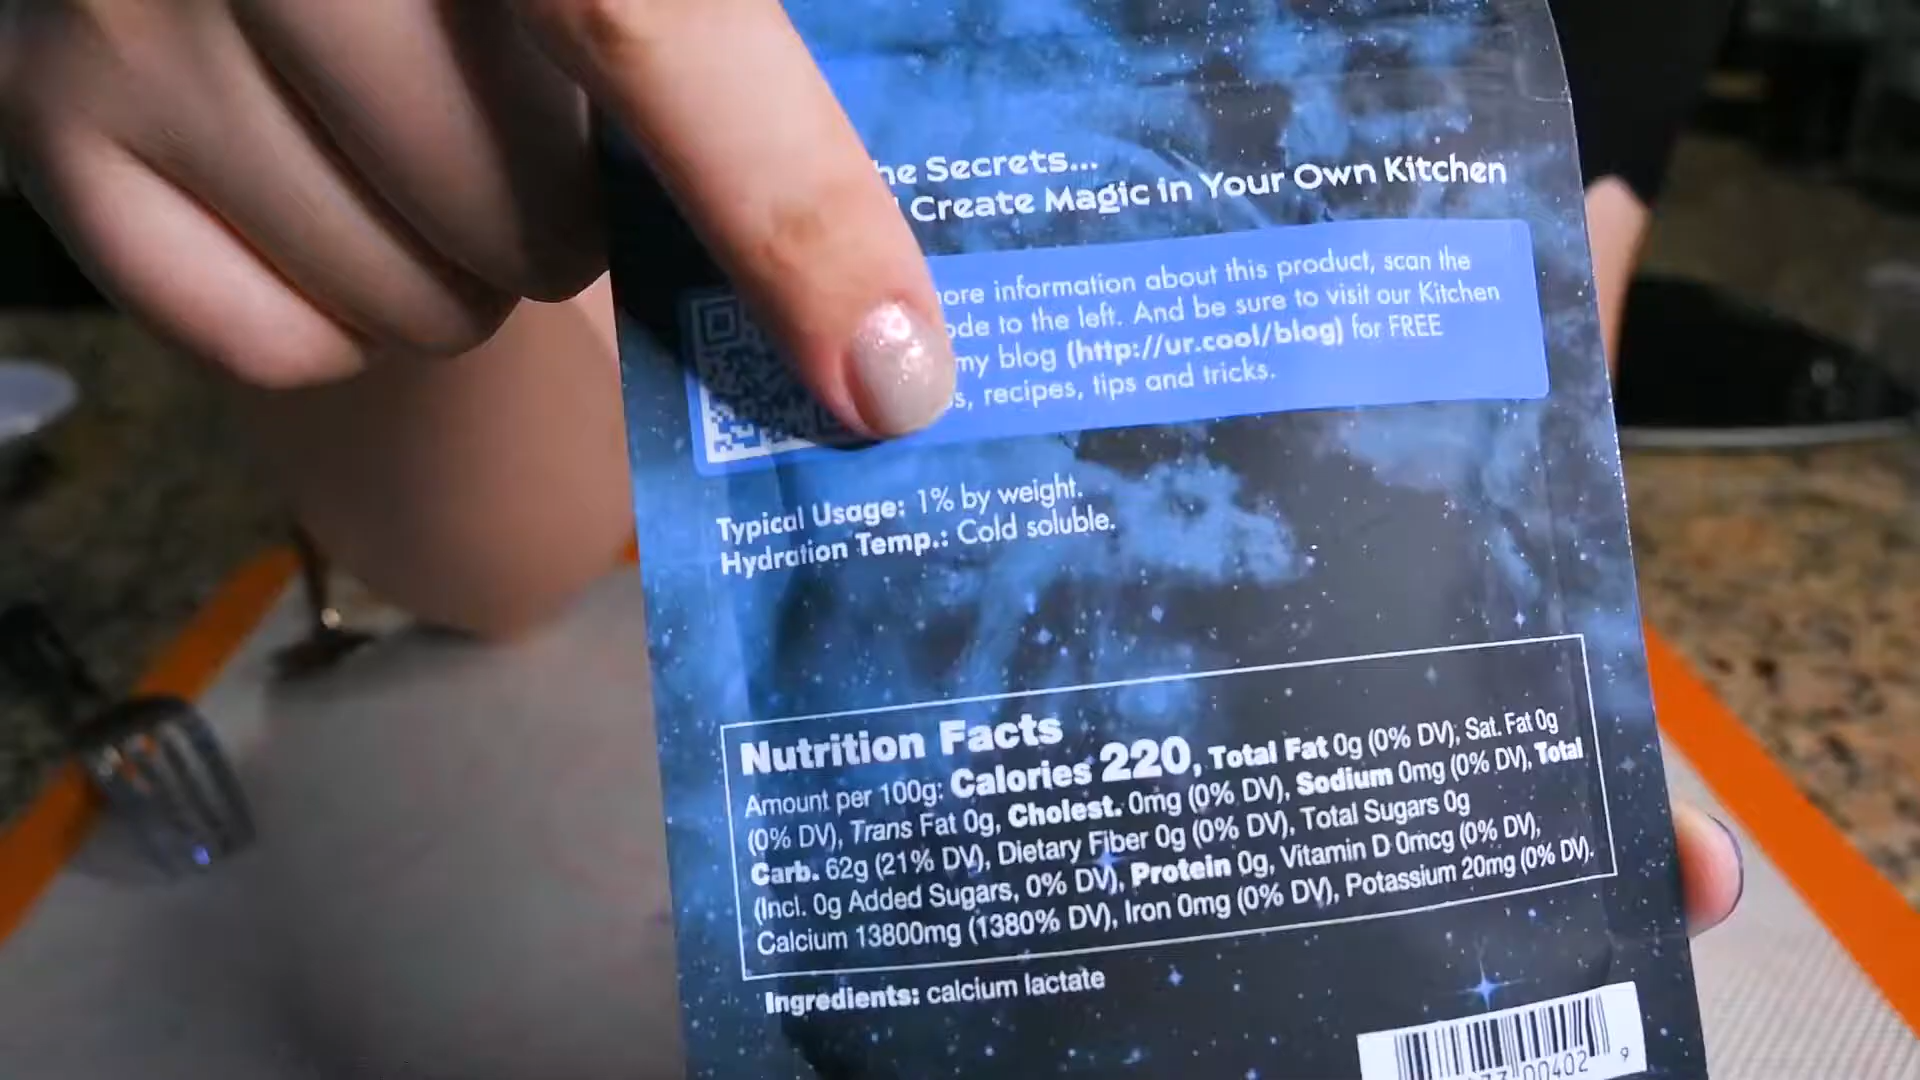 he Secrets...
Create Magic in Your Own Kitchen
more information about this product, scan the
ode to the left. And be sure to visit our Kitchen
my blog (http://ur.cool/blog) for FREE
s, recipes, tips and tricks.
Typical Usage: 1% by weight.
Hydration Temp.: Cold soluble.
Nutrition Facts
Amount per 100g: Calories 220, Total Fat 0g (0% DV), Sat. Fat 0g
(0% DV), Trans Fat 0g, Cholest. 0mg (0% DV), Sodium 0mg (0% DV), Total
Carb. 62g (21% DV), Dietary Fiber 0g (0% DV), Total Sugars 0g
(Incl. 0g Added Sugars, 0% DV), Protein 0g, Vitamin D 0mcg (0% DV),
Calcium 13800mg (1380% DV), Iron 0mg (0% DV), Potassium 20mg (0% DV).
Ingredients: calcium lactate
00402 9